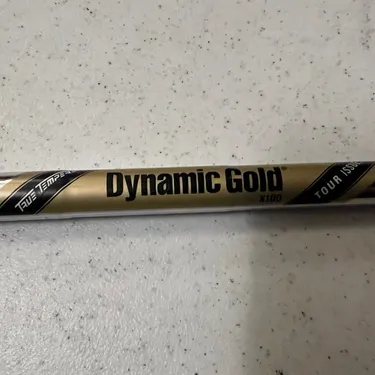 TRUE TEMPER
Dynamic Gold®
X100
TOUR ISSUE